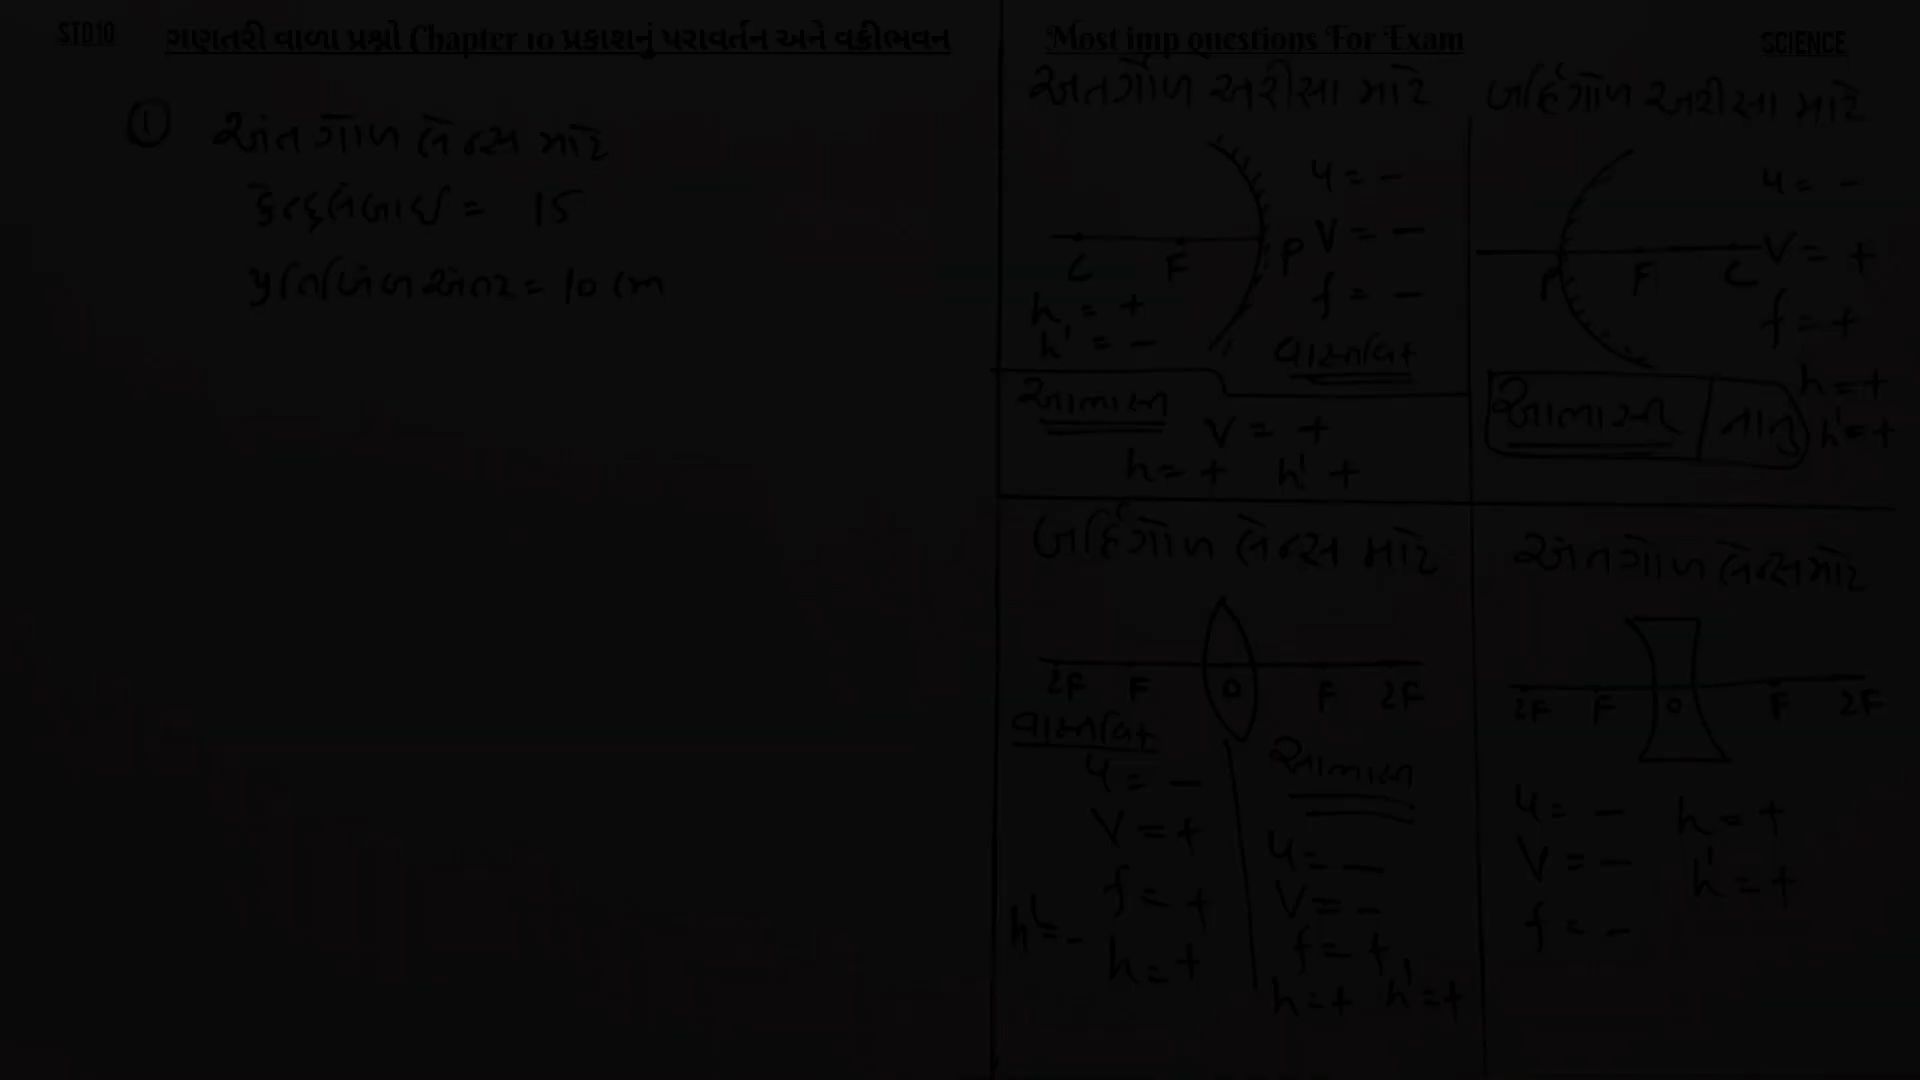 STD10
ગણતરી વાળા પ્રશ્નો Chapter 10 પ્રકાશનું પરાવર્તન અને વક્રીભવન
Most imp questions For Exam
SCIENCE
① અંતર્ગોળ લેન્સ માટે
કેન્દ્રલંબાઈ = 15
પ્રતિબિંબ અંતર = 10 cm
અંતર્ગોળ અરીસા માટે
u = -
v = -
f = -
C F P
h = +
h' = -
વાસ્તવિક
આભાસી
v = +
h = + h' +
બહિર્ગોળ અરીસા માટે
u = -
v = +
f = +
P F C
h = +
h' = +
આભાસી નાનું
બહિર્ગોળ લેન્સ માટે
2F F O F 2F
વાસ્તવિક
u = -
v = +
f = +
h' = -
h = +
આભાસી
u = -
v = -
f = +
h = + h' = +
અંતર્ગોળ લેન્સ માટે
2F F O F 2F
u = - h = +
v = - h' = +
f = -